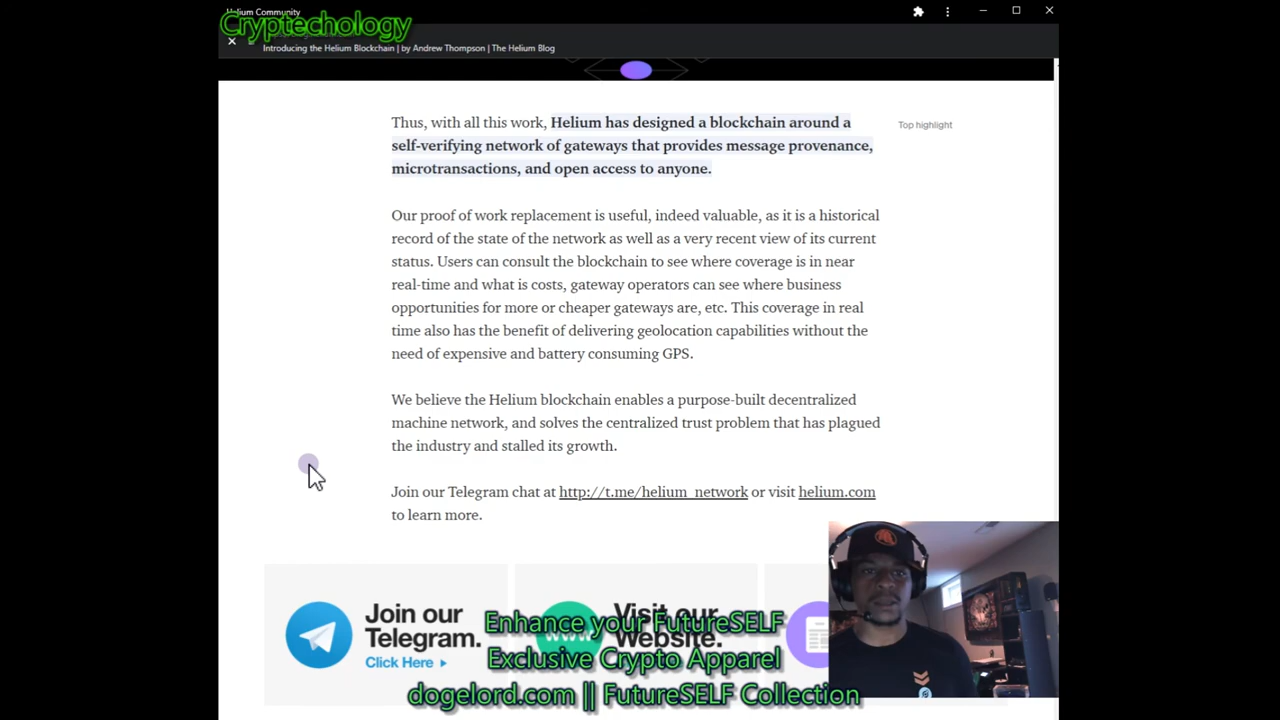 Helium Community
Cryptechology
Introducing the Helium Blockchain | by Andrew Thompson | The Helium Blog
Thus, with all this work, Helium has designed a blockchain around a
self-verifying network of gateways that provides message provenance,
microtransactions, and open access to anyone.
Top highlight
Our proof of work replacement is useful, indeed valuable, as it is a historical
record of the state of the network as well as a very recent view of its current
status. Users can consult the blockchain to see where coverage is in near
real-time and what is costs, gateway operators can see where business
opportunities for more or cheaper gateways are, etc. This coverage in real
time also has the benefit of delivering geolocation capabilities without the
need of expensive and battery consuming GPS.
We believe the Helium blockchain enables a purpose-built decentralized
machine network, and solves the centralized trust problem that has plagued
the industry and stalled its growth.
Join our Telegram chat at http://t.me/helium_network or visit helium.com
to learn more.
Join our
Telegram.
Click Here
Visit our
Website.
Enhance your FutureSELF
Exclusive Crypto Apparel
dogelord.com || FutureSELF Collection